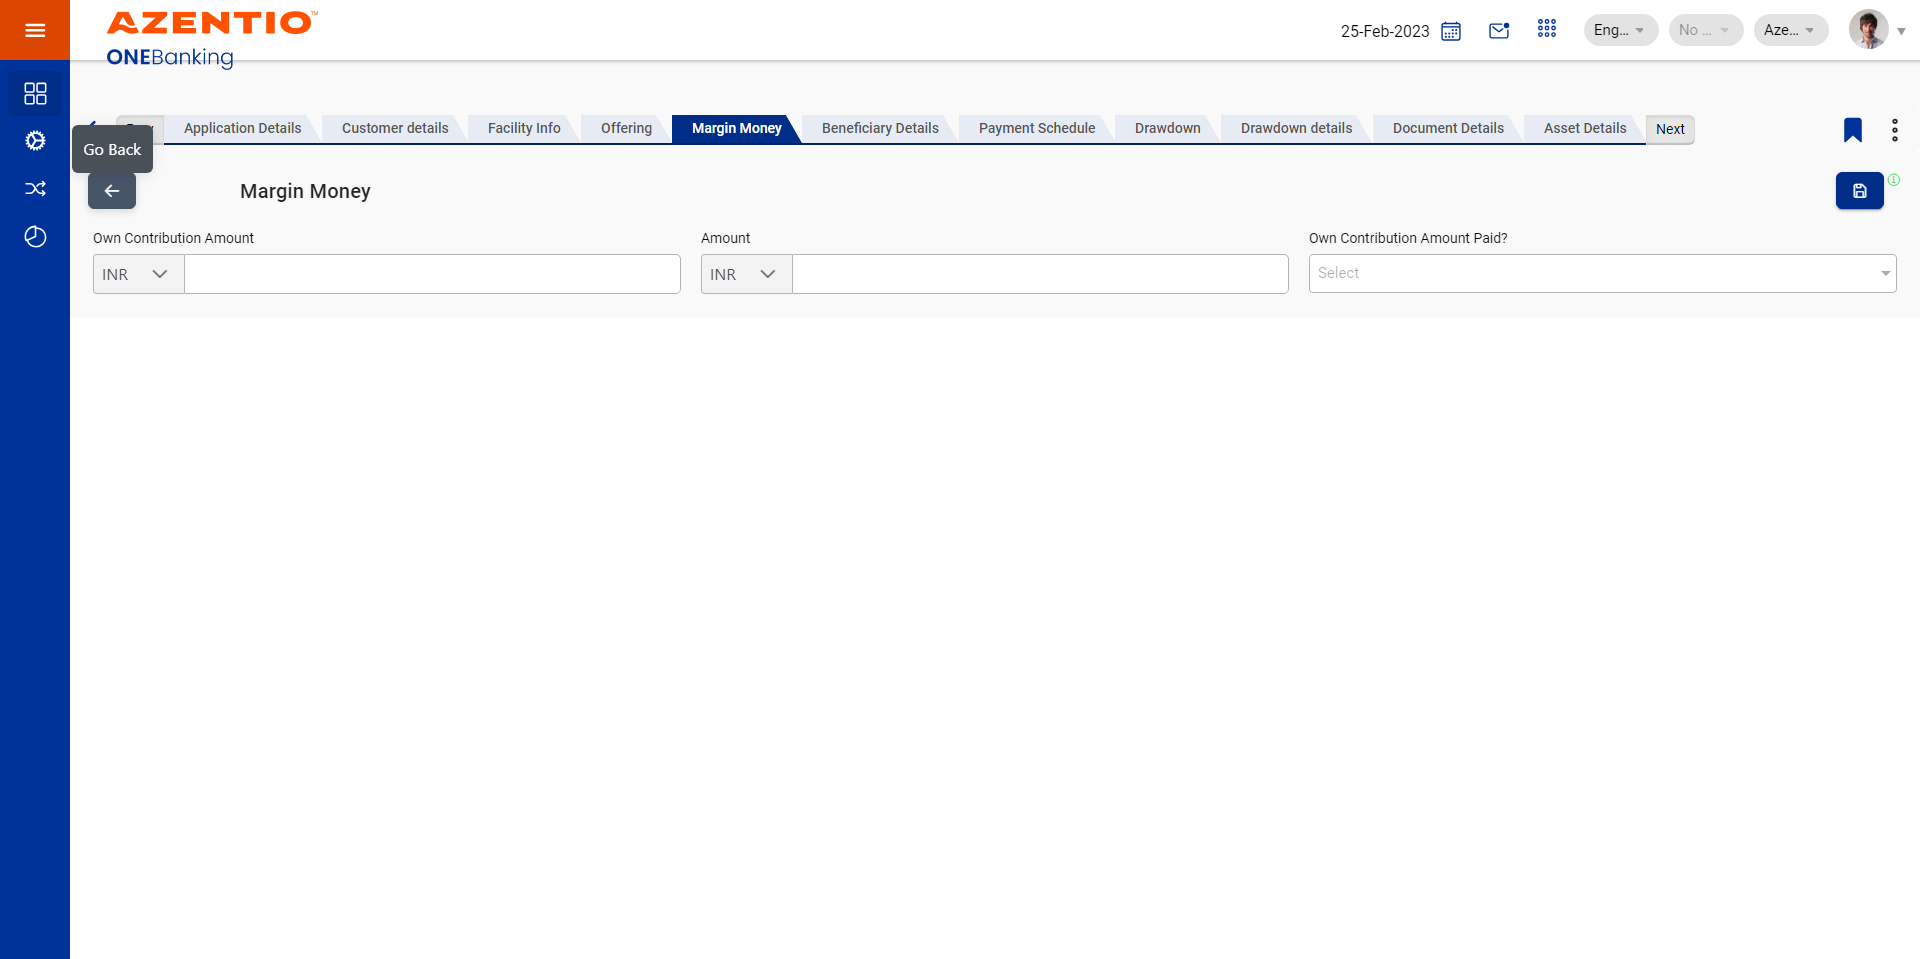 AZENTIO™
ONEBanking
25-Feb-2023
Eng...
No ...
Aze...
Application Details
Customer details
Facility Info
Offering
Margin Money
Beneficiary Details
Payment Schedule
Drawdown
Drawdown details
Document Details
Asset Details
Next
Go Back
Margin Money
Own Contribution Amount
Amount
Own Contribution Amount Paid?
INR
INR
Select